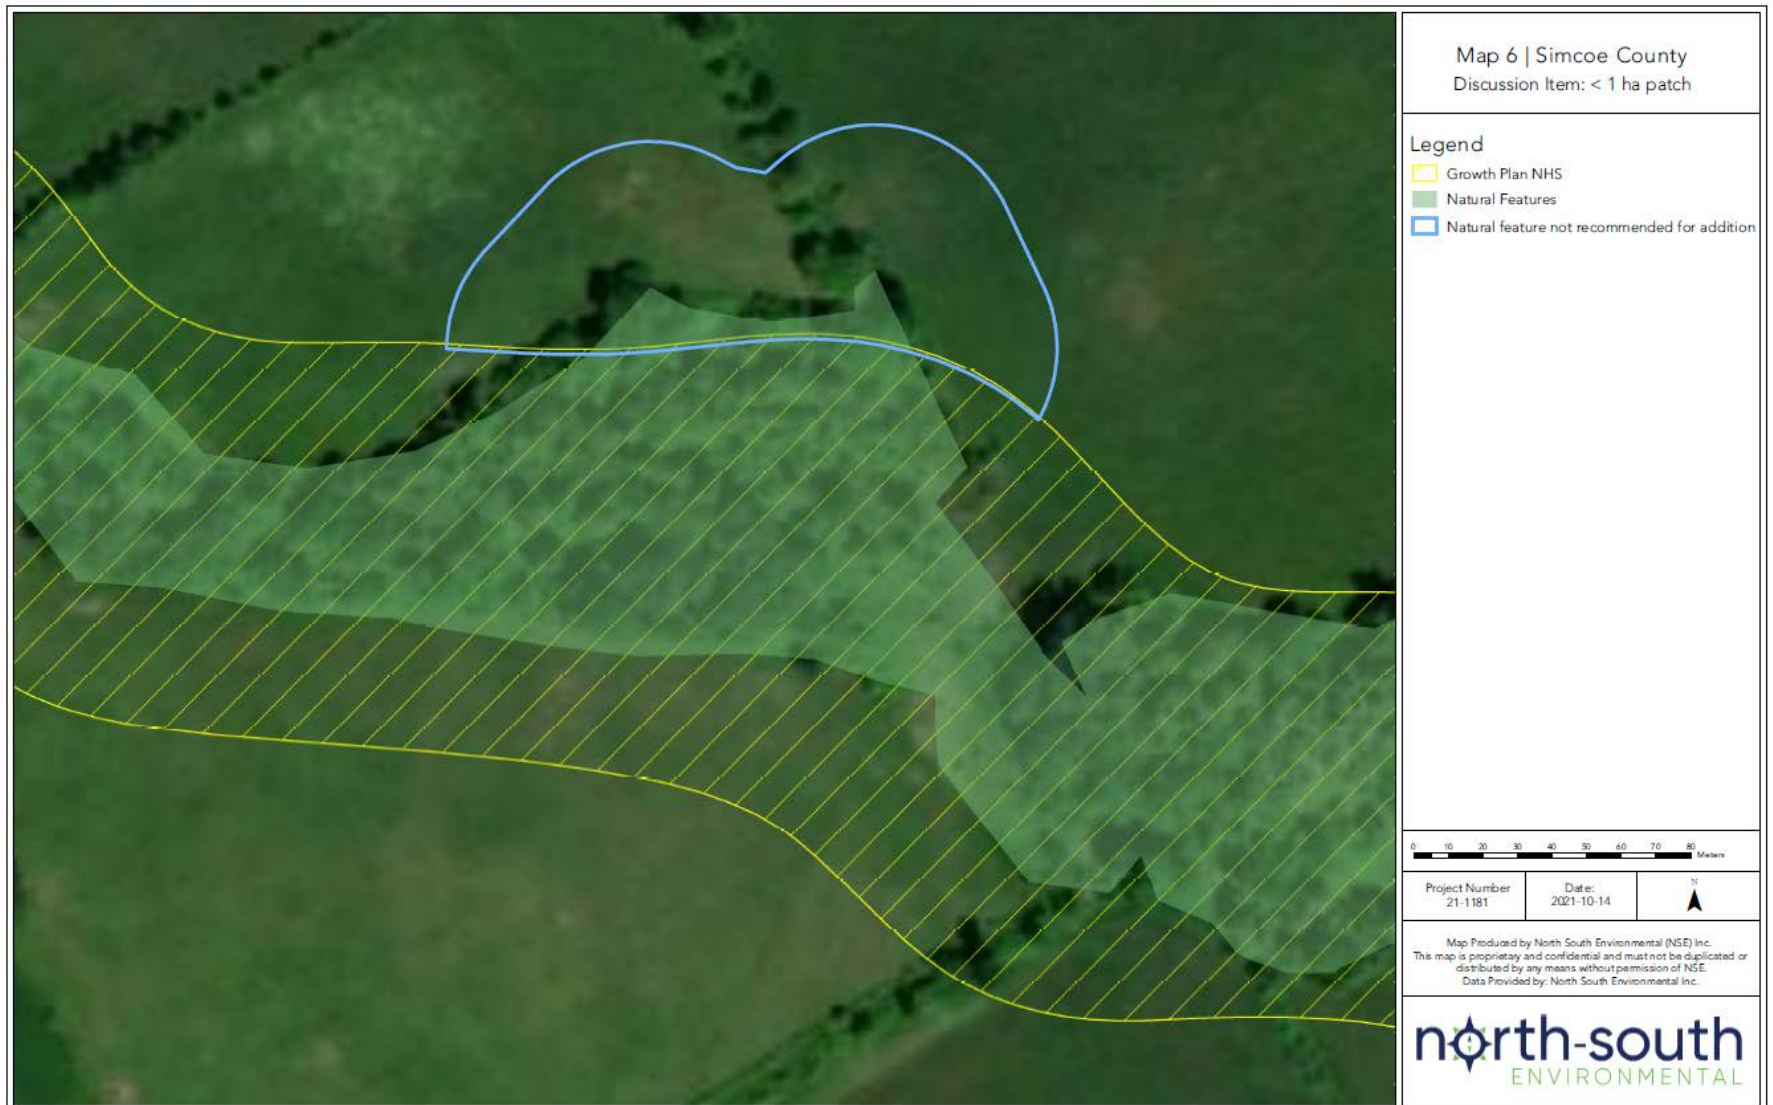 Map 6 | Simcoe County
Discussion Item: < 1 ha patch
Legend
Growth Plan NHS
Natural Features
Natural feature not recommended for addition
0 10 20 30 40 50 60 70 80
Meters
Project Number
21-1181
Date:
2021-10-14
N
Map Produced by North South Environmental (NSE) Inc.
This map is proprietary and confidential and must not be duplicated or
distributed by any means without permission of NSE.
Data Provided by: North South Environmental Inc.
north-south
ENVIRONMENTAL